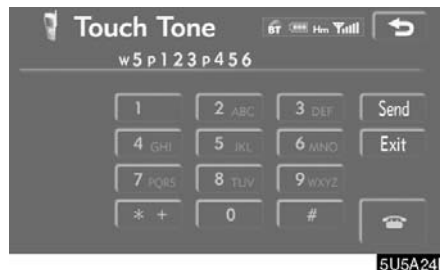 Touch Tone BT Hm
w5p123p456
1 2 ABC 3 DEF Send
4 GHI 5 JKL 6 MNO Exit
7 PQRS 8 TUV 9 WXYZ
* + 0 #
5U5A24